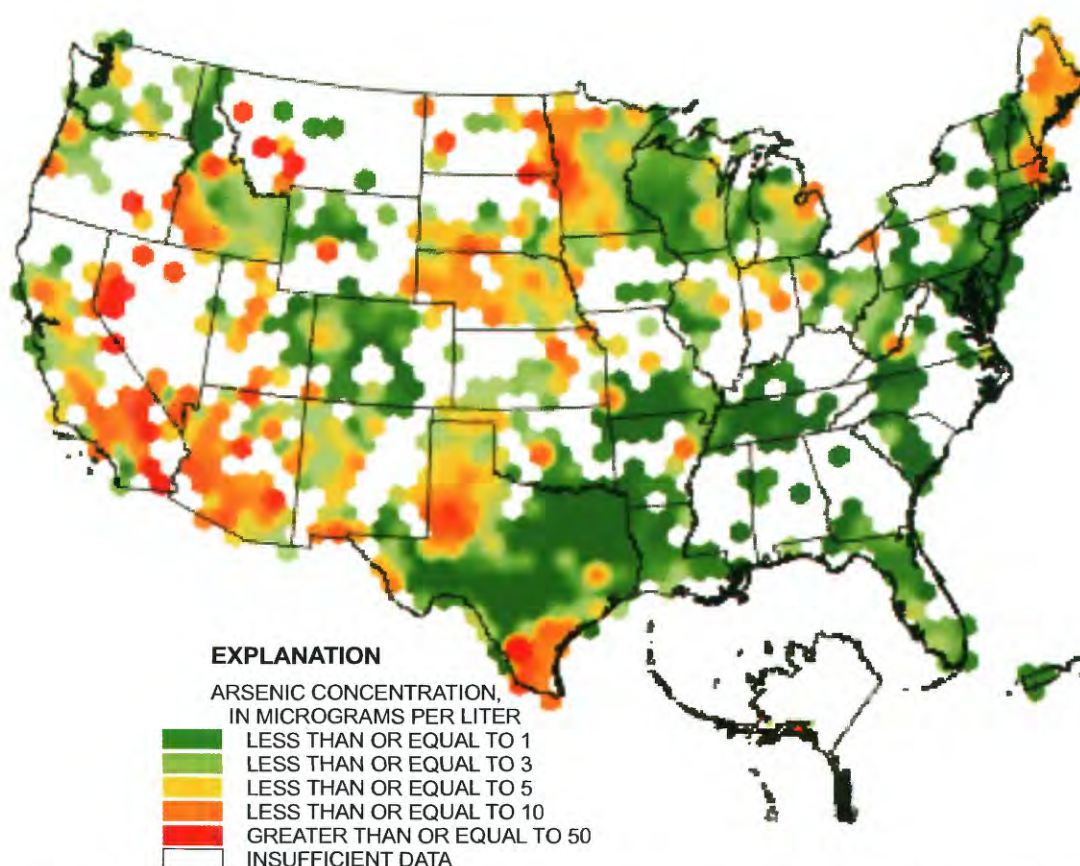 EXPLANATION
ARSENIC CONCENTRATION,
IN MICROGRAMS PER LITER
LESS THAN OR EQUAL TO 1
LESS THAN OR EQUAL TO 3
LESS THAN OR EQUAL TO 5
LESS THAN OR EQUAL TO 10
GREATER THAN OR EQUAL TO 50
INSUFFICIENT DATA